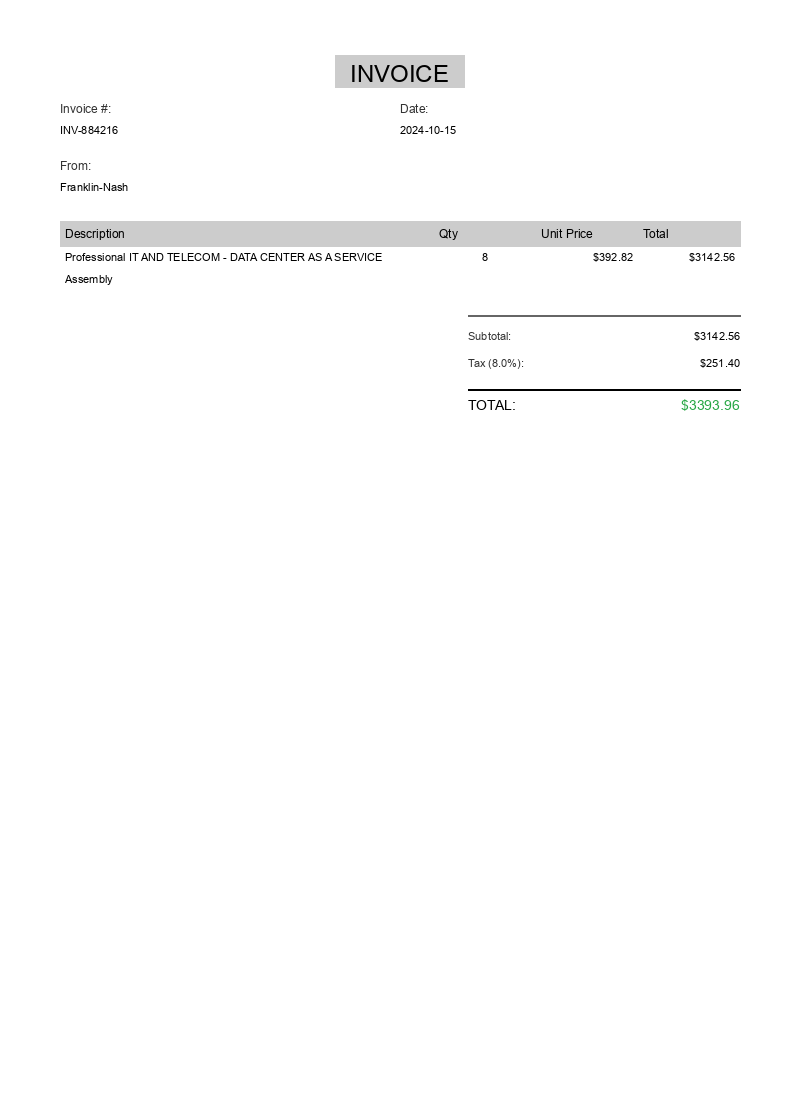 INVOICE
Invoice #: Date:
INV-884216 2024-10-15
From:
Franklin-Nash
Description Qty Unit Price Total
Professional IT AND TELECOM - DATA CENTER AS A SERVICE 8 $392.82 $3142.56
Assembly
Subtotal: $3142.56
Tax (8.0%): $251.40
TOTAL: $3393.96